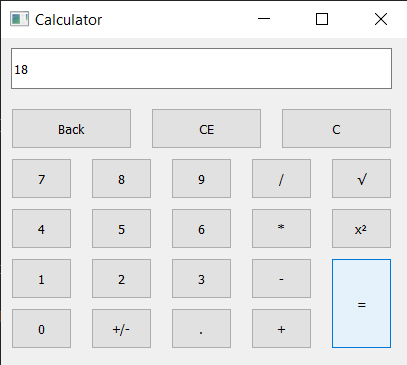 Calculator
18
Back CE C
7 8 9 / √
4 5 6 * x²
1 2 3 - =
0 +/- . +